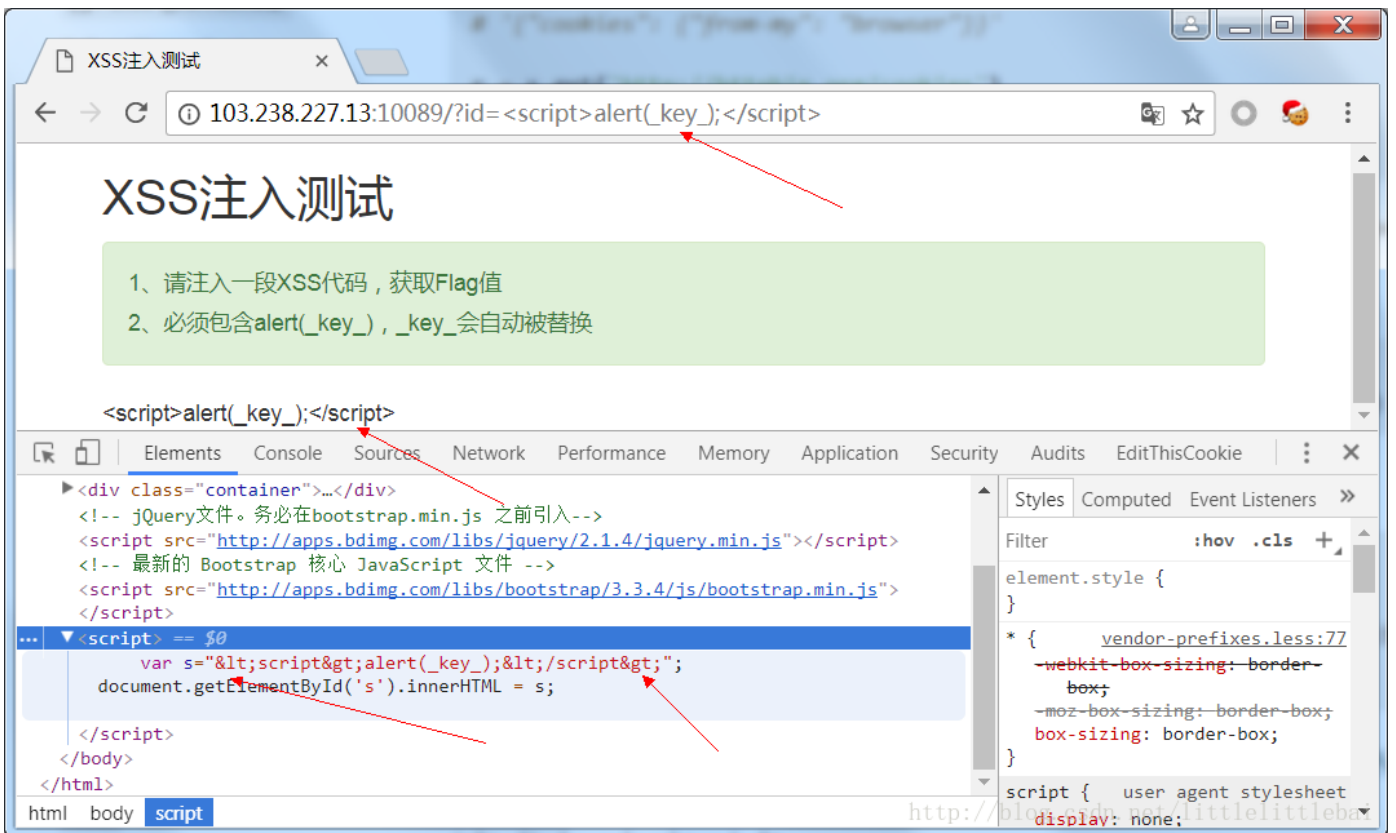 # '{"cookies": {"from-my": "browser"}}'
XSS注入测试
103.238.227.13:10089/?id=<script>alert(_key_);</script>
XSS注入测试
1、请注入一段XSS代码，获取Flag值
2、必须包含alert(_key_)，_key_会自动被替换
<script>alert(_key_);</script>
Elements Console Sources Network Performance Memory Application Security Audits EditThisCookie
<div class="container">…</div>
<!-- jQuery文件。务必在bootstrap.min.js 之前引入-->
<script src="http://apps.bdimg.com/libs/jquery/2.1.4/jquery.min.js"></script>
<!-- 最新的 Bootstrap 核心 JavaScript 文件 -->
<script src="http://apps.bdimg.com/libs/bootstrap/3.3.4/js/bootstrap.min.js">
</script>
<script> == $0
var s="&lt;script&gt;alert(_key_);&lt;/script&gt;";
document.getElementById('s').innerHTML = s;
</script>
</body>
</html>
html body script
Styles Computed Event Listeners »
Filter :hov .cls +
element.style {
}
* { vendor-prefixes.less:77
-webkit-box-sizing: border-
box;
-moz-box-sizing: border-box;
box-sizing: border-box;
}
script { user agent stylesheet
display: none;
http://blog.csdn.net/littlelittlebai